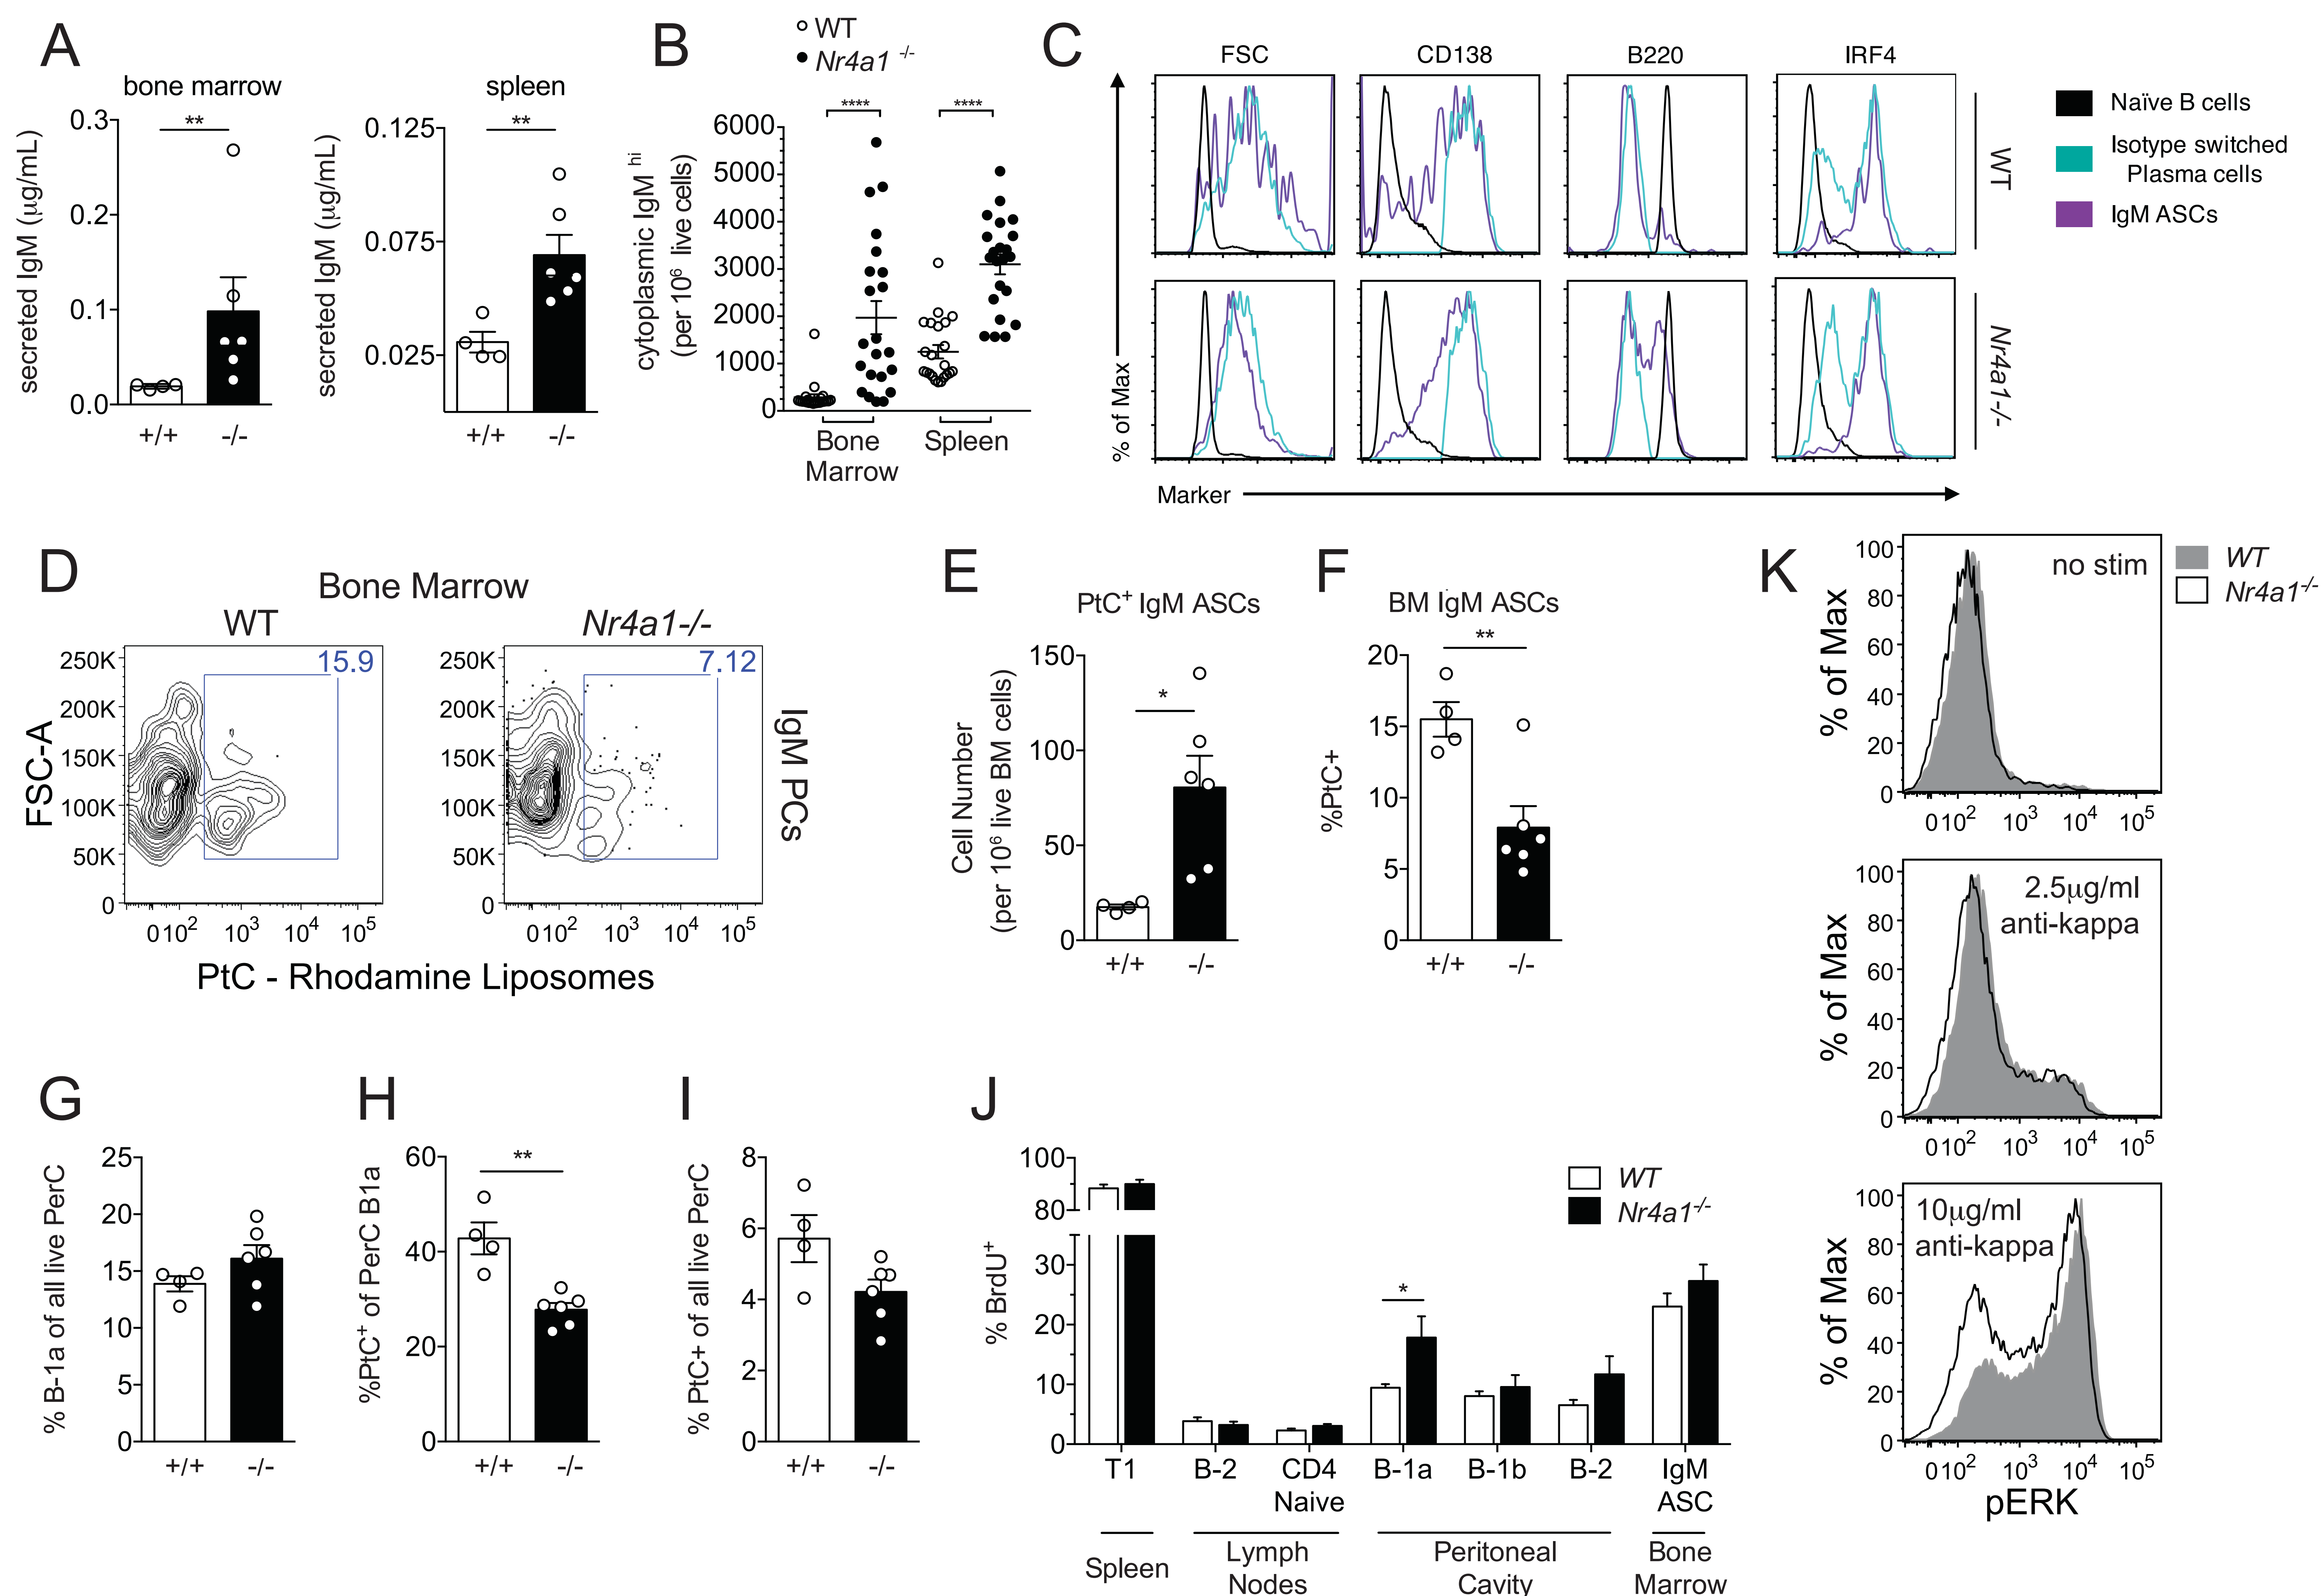 A
bone marrow
secreted IgM (μg/mL)
0.3
0.2
0.1
0.0
**
+/+
-/-
spleen
secreted IgM (μg/mL)
0.125
0.075
0.025
**
+/+
-/-
B
WT
Nr4a1 -/-
cytoplasmic IgM hi
(per 10⁶ live cells)
6000
5000
4000
3000
2000
1000
0
****
****
Bone
Marrow
Spleen
C
FSC
CD138
B220
IRF4
WT
Nr4a1-/-
% of Max
Marker
Naïve B cells
Isotype switched
Plasma cells
IgM ASCs
D
Bone Marrow
WT
Nr4a1-/-
15.9
7.12
FSC-A
250K
200K
150K
100K
50K
0
250K
200K
150K
100K
50K
0
0 10² 10³ 10⁴ 10⁵
0 10² 10³ 10⁴ 10⁵
IgM PCs
PtC - Rhodamine Liposomes
E
PtC⁺ IgM ASCs
Cell Number
(per 10⁶ live BM cells)
150
100
50
0
*
+/+
-/-
F
BM IgM ASCs
%PtC+
20
15
10
5
0
**
+/+
-/-
G
% B-1a of all live PerC
25
20
15
10
5
0
+/+
-/-
H
%PtC⁺ of PerC B1a
60
40
20
0
**
+/+
-/-
I
% PtC+ of all live PerC
8
6
4
2
0
+/+
-/-
J
% BrdU⁺
100
80
30
20
10
0
*
WT
Nr4a1⁻/⁻
T1
B-2
CD4
Naive
B-1a
B-1b
B-2
IgM
ASC
Spleen
Lymph
Nodes
Peritoneal
Cavity
Bone
Marrow
K
WT
Nr4a1⁻/⁻
no stim
% of Max
100
80
60
40
20
0
0 10² 10³ 10⁴ 10⁵
2.5μg/ml
anti-kappa
% of Max
100
80
60
40
20
0
0 10² 10³ 10⁴ 10⁵
10μg/ml
anti-kappa
% of Max
100
80
60
40
20
0
0 10² 10³ 10⁴ 10⁵
pERK